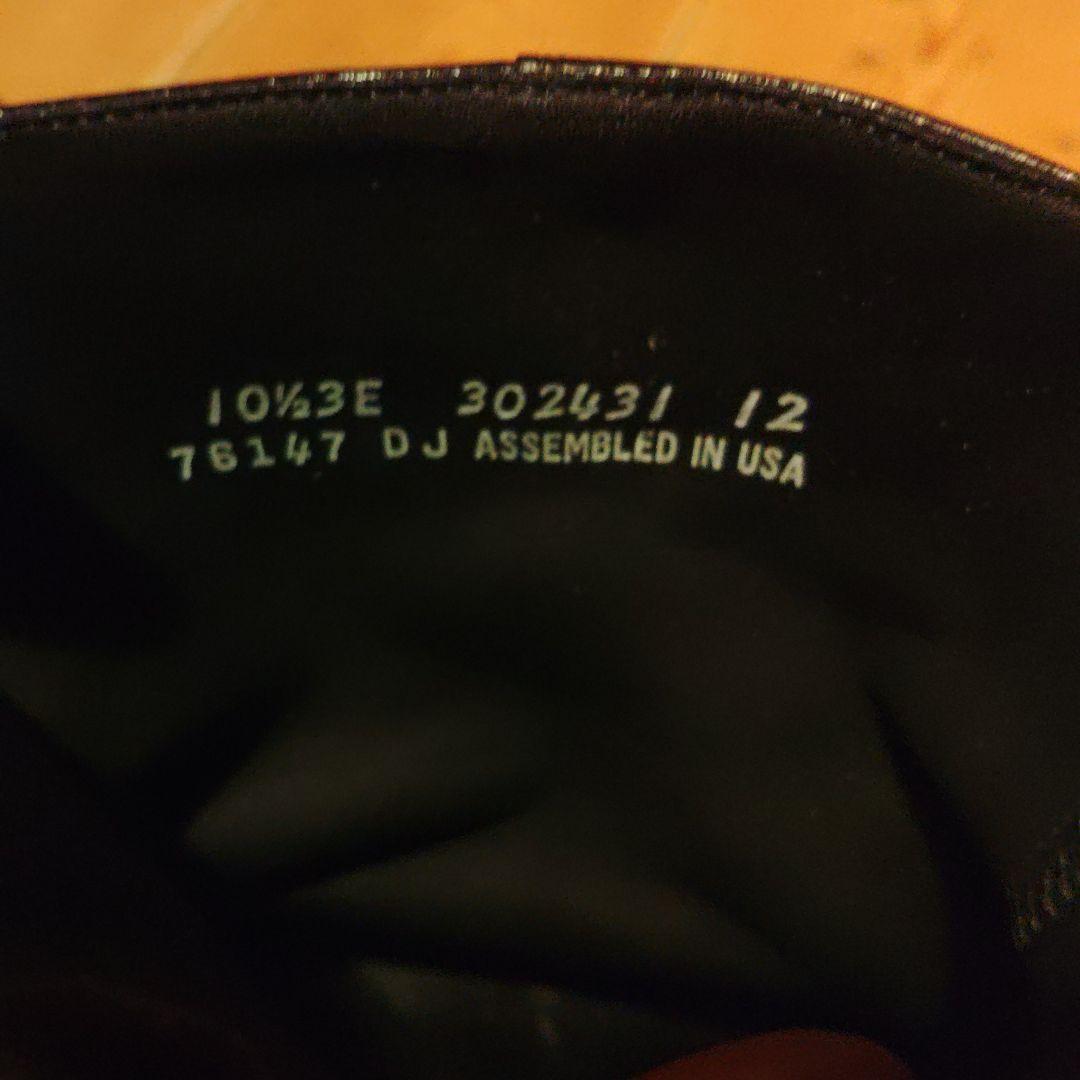 10½3E 302431 12
76147 DJ ASSEMBLED IN USA